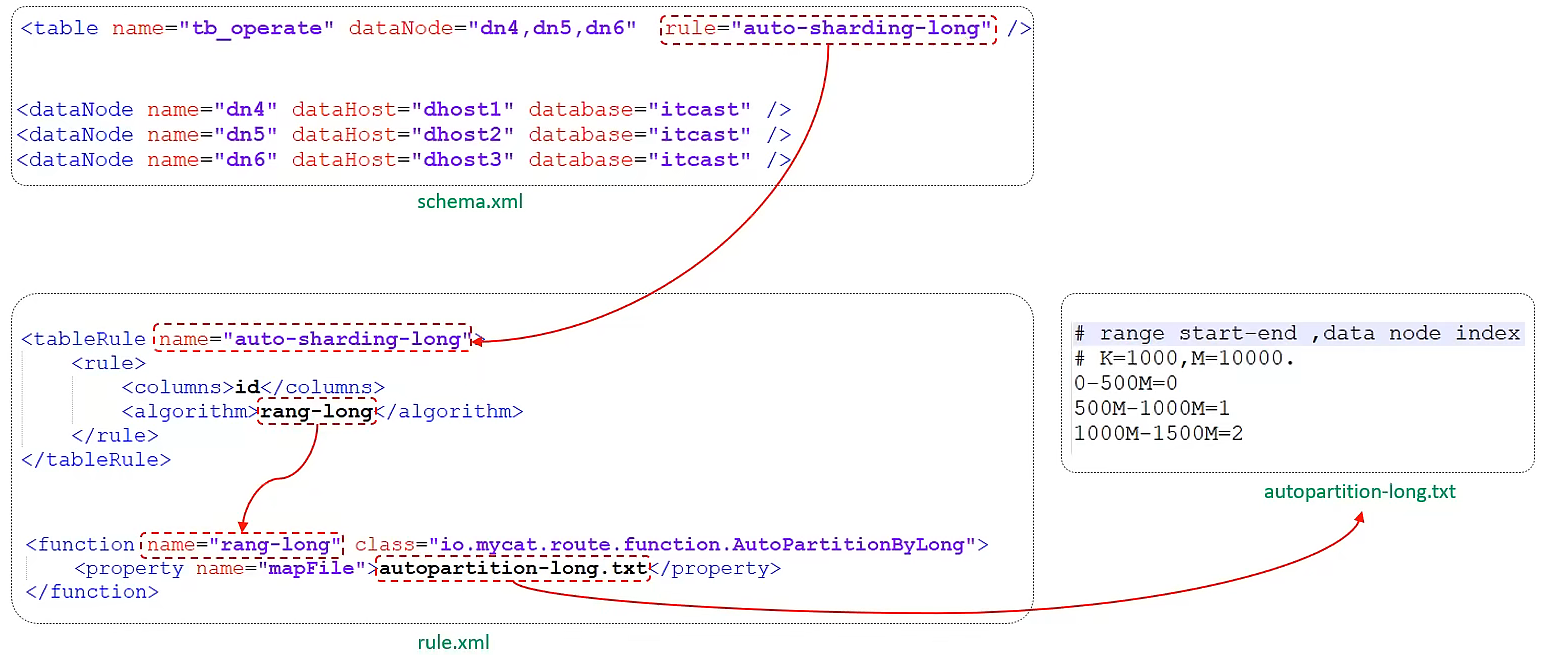 <table name="tb_operate" dataNode="dn4,dn5,dn6" rule="auto-sharding-long" />
<dataNode name="dn4" dataHost="dhost1" database="itcast" />
<dataNode name="dn5" dataHost="dhost2" database="itcast" />
<dataNode name="dn6" dataHost="dhost3" database="itcast" />
schema.xml
<tableRule name="auto-sharding-long">
<rule>
<columns>id</columns>
<algorithm>rang-long</algorithm>
</rule>
</tableRule>
<function name="rang-long" class="io.mycat.route.function.AutoPartitionByLong">
<property name="mapFile">autopartition-long.txt</property>
</function>
rule.xml
# range start-end ,data node index
# K=1000,M=10000.
0-500M=0
500M-1000M=1
1000M-1500M=2
autopartition-long.txt